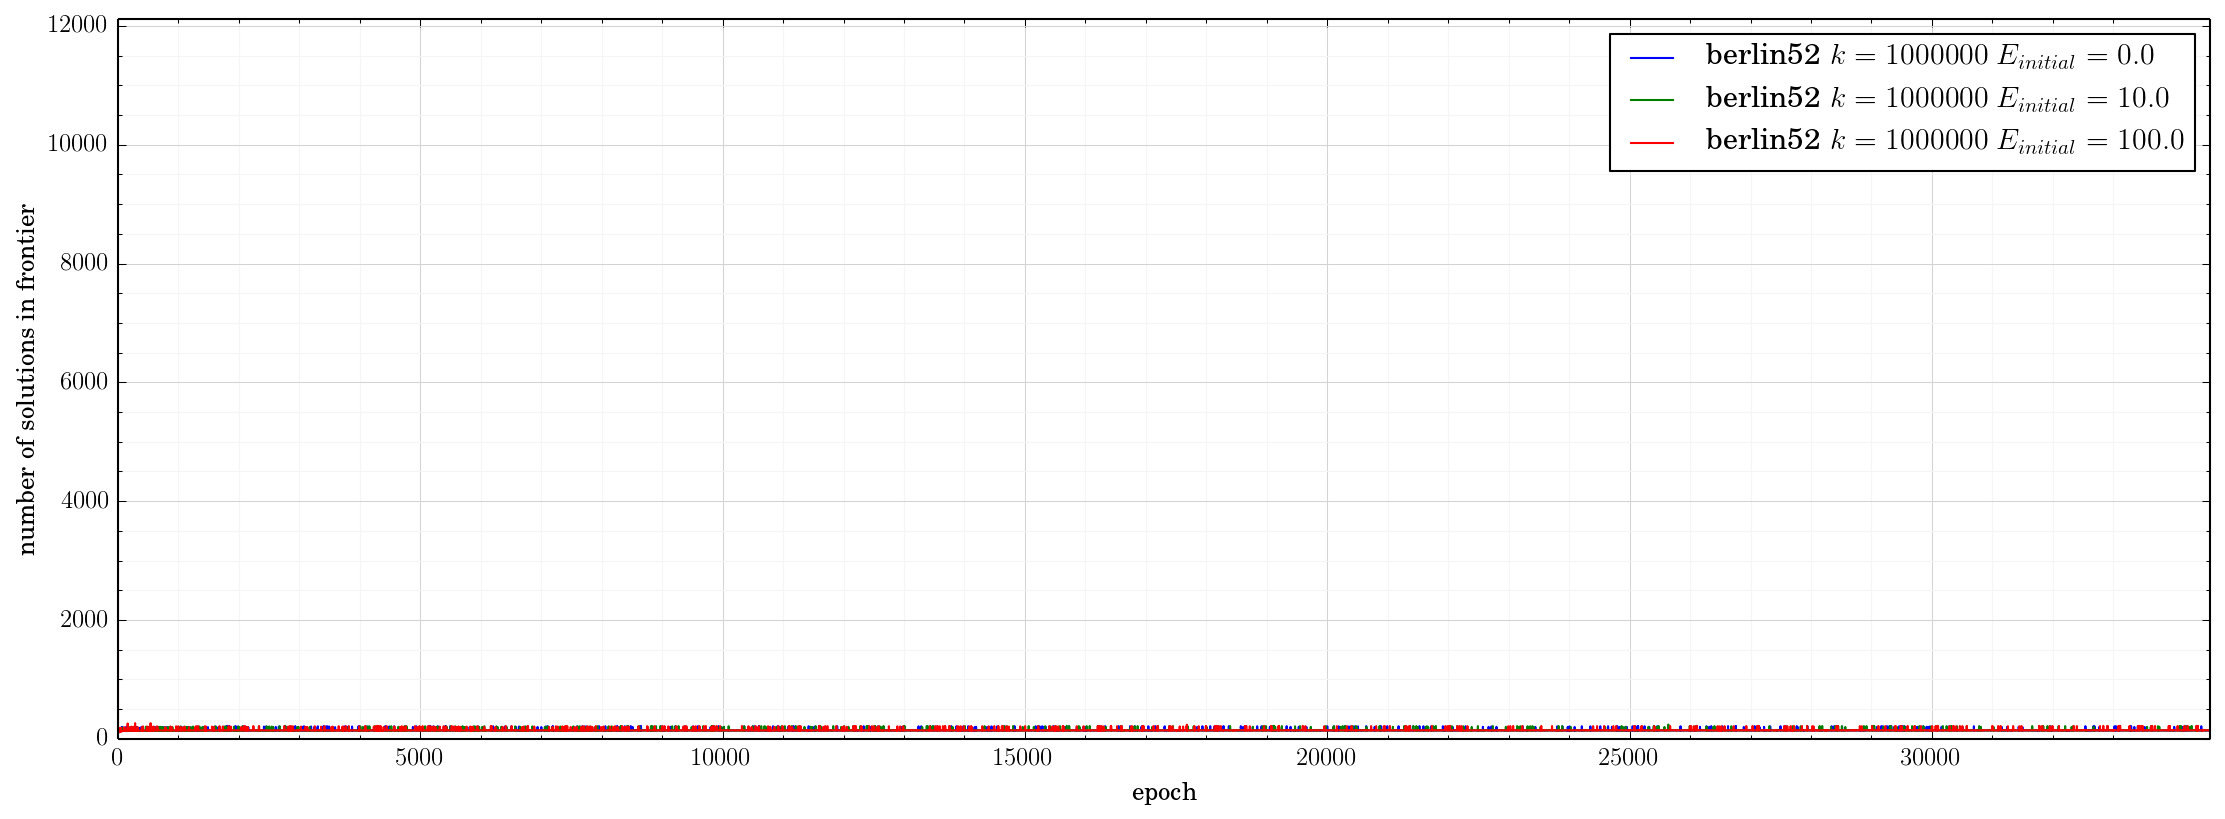 12000
10000
8000
6000
4000
2000
0
number of solutions in frontier
berlin52 k = 1000000 E_initial = 0.0
berlin52 k = 1000000 E_initial = 10.0
berlin52 k = 1000000 E_initial = 100.0
0 5000 10000 15000 20000 25000 30000
epoch